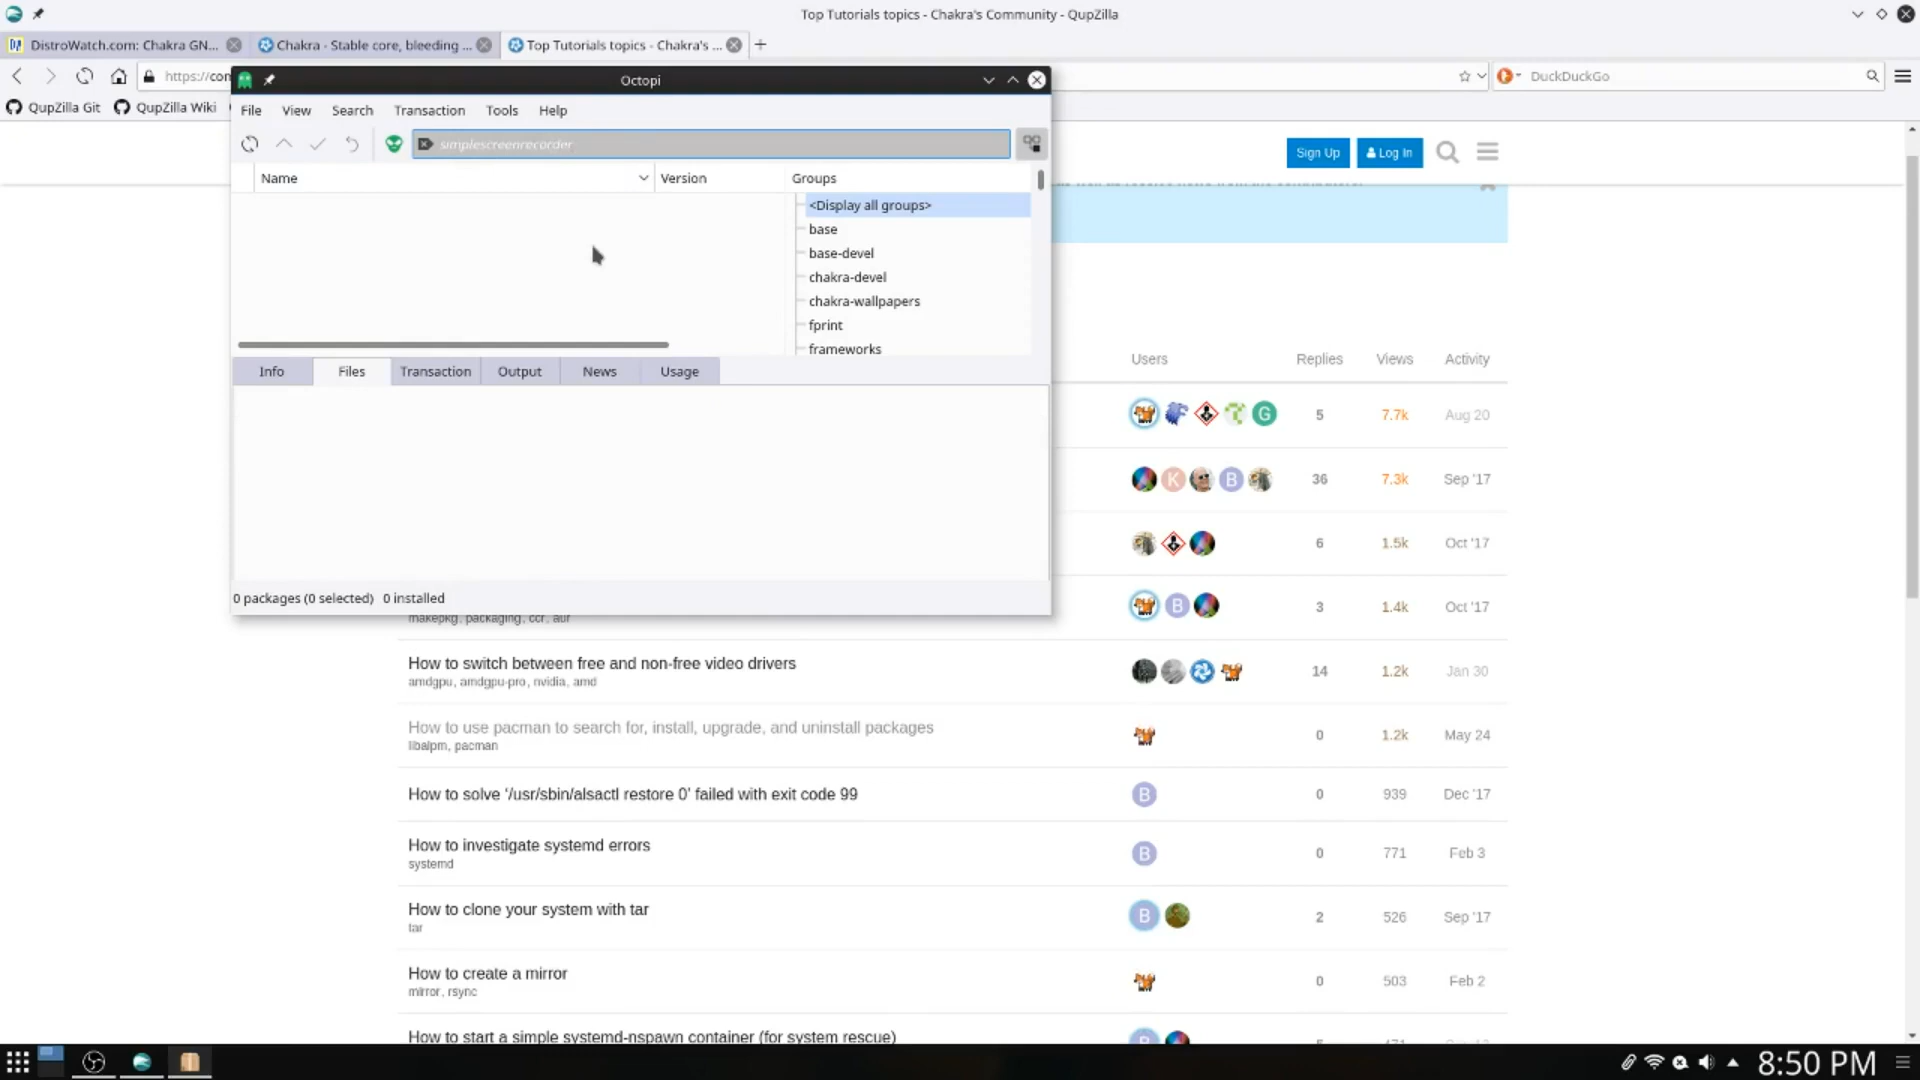 Top Tutorials topics - Chakra's Community - QupZilla
DistroWatch.com: Chakra GN...
Chakra - Stable core, bleeding ...
Top Tutorials topics - Chakra's ...
https://con
DuckDuckGo
QupZilla Git
QupZilla Wiki
Octopi
File
View
Search
Transaction
Tools
Help
simplescreenrecorder
Name
Version
Groups
<Display all groups>
base
base-devel
chakra-devel
chakra-wallpapers
fprint
frameworks
Info
Files
Transaction
Output
News
Usage
0 packages (0 selected) 0 installed
Sign Up
Log In
Users Replies Views Activity
G 5 7.7k Aug 20
K B 36 7.3k Sep '17
6 1.5k Oct '17
B 3 1.4k Oct '17
makepkg, packaging, ccr, aur
How to switch between free and non-free video drivers
14 1.2k Jan 30
amdgpu, amdgpu-pro, nvidia, amd
How to use pacman to search for, install, upgrade, and uninstall packages
0 1.2k May 24
libalpm, pacman
How to solve ‘/usr/sbin/alsactl restore 0’ failed with exit code 99
B 0 939 Dec '17
How to investigate systemd errors
B 0 771 Feb 3
systemd
How to clone your system with tar
B 2 526 Sep '17
tar
How to create a mirror
0 503 Feb 2
mirror, rsync
How to start a simple systemd-nspawn container (for system rescue)
8:50 PM